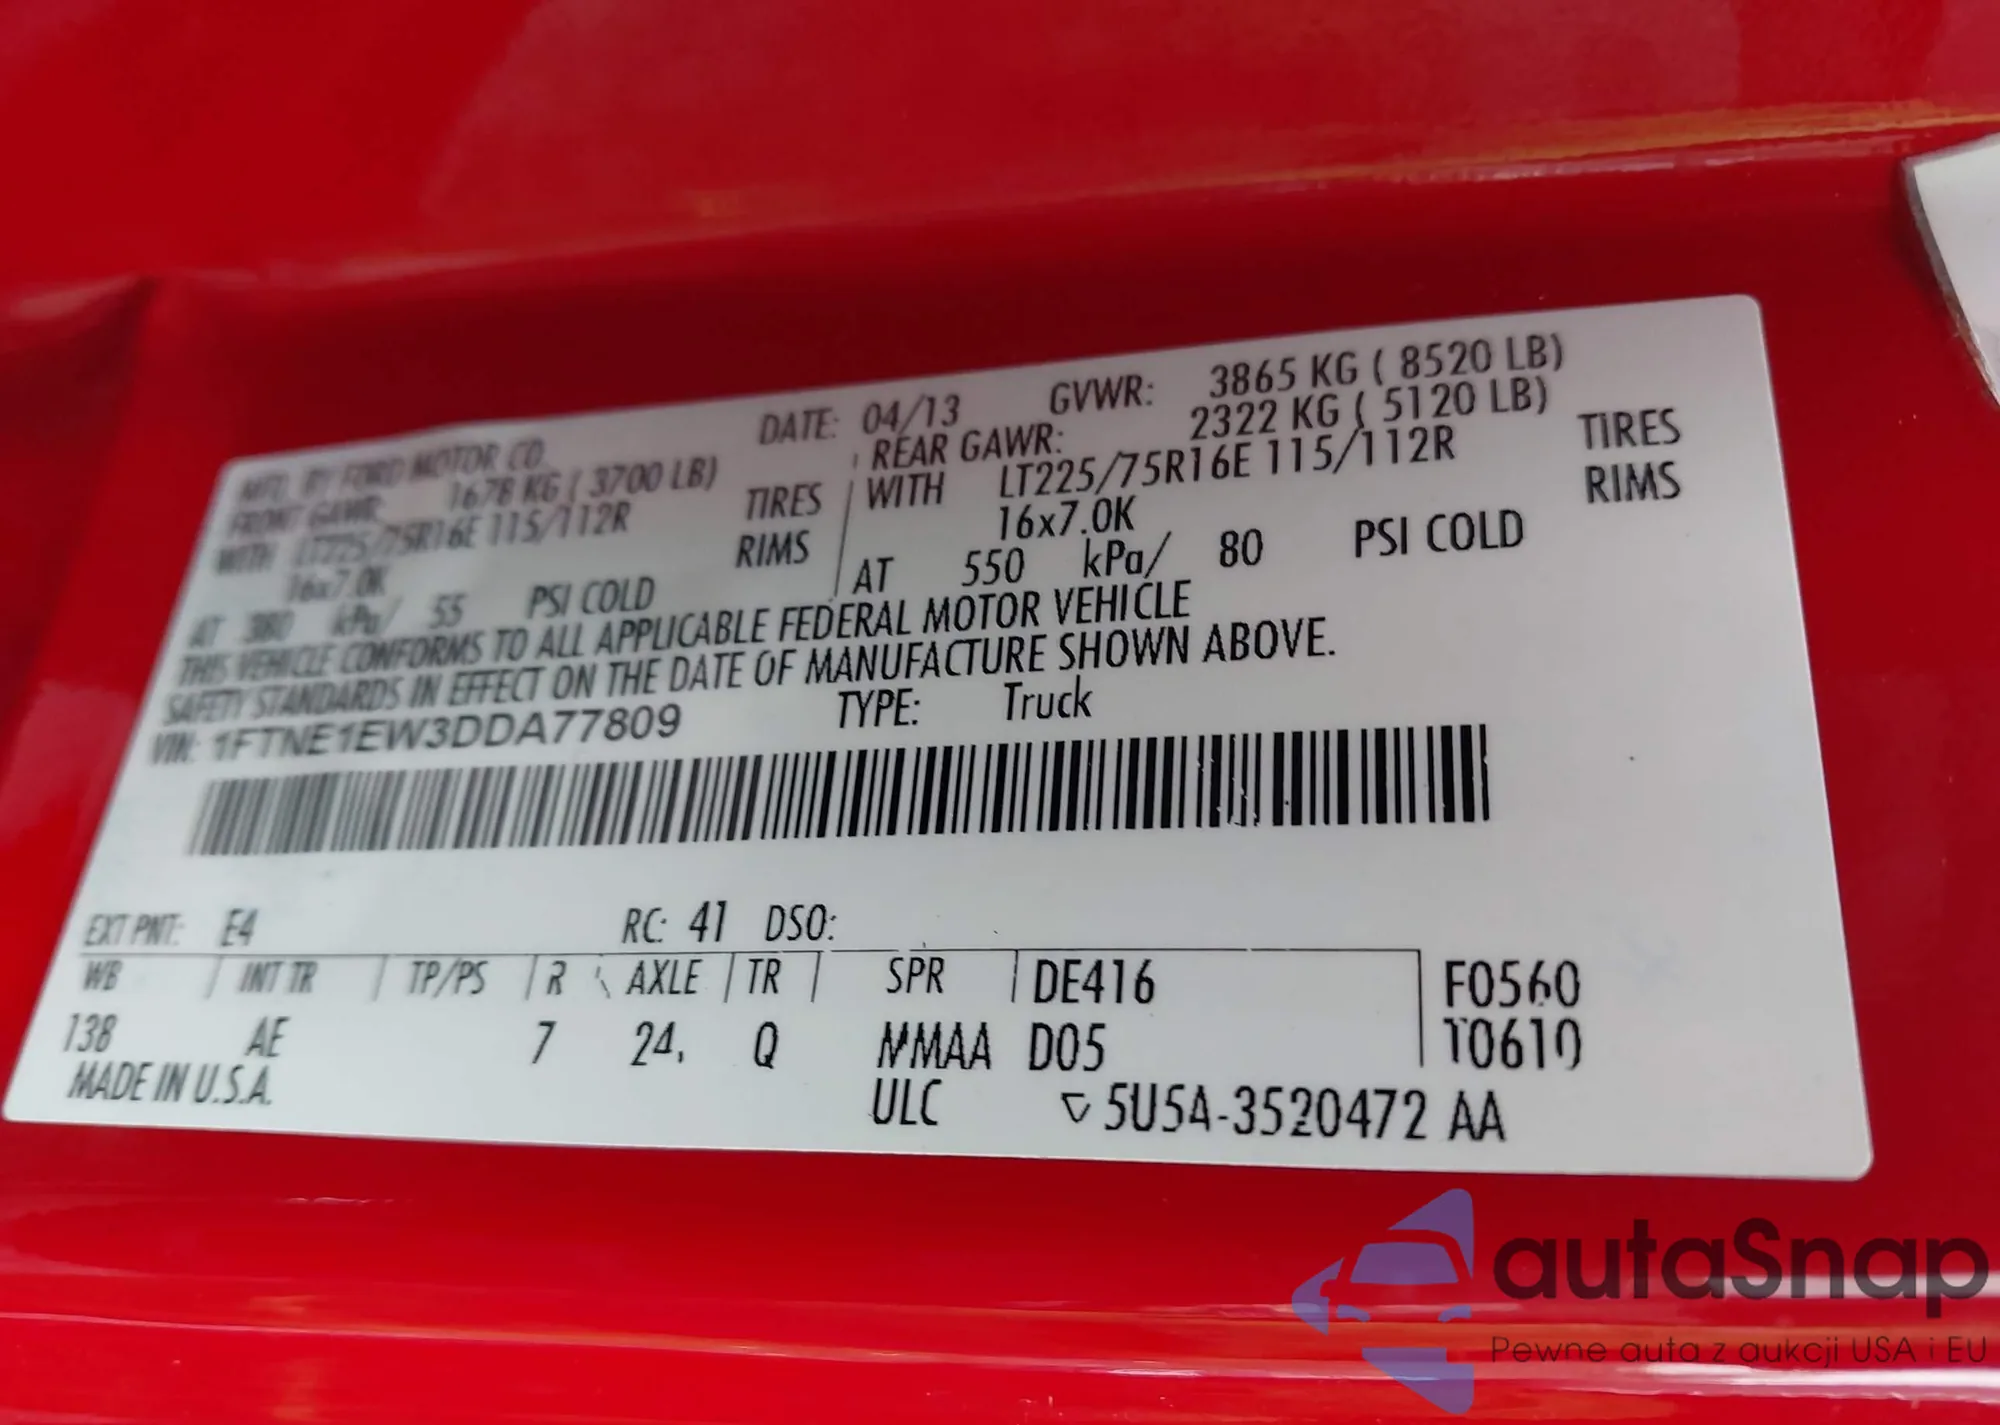 MFD. BY FORD MOTOR CO.
DATE: 04/13 GVWR: 3865 KG ( 8520 LB)
FRONT GAWR: 1678 KG ( 3700 LB)
REAR GAWR: 2322 KG ( 5120 LB)
WITH LT225/75R16E 115/112R TIRES
WITH LT225/75R16E 115/112R TIRES
16x7.0K RIMS
16x7.0K RIMS
AT 380 kPa/ 55 PSI COLD
AT 550 kPa/ 80 PSI COLD
THIS VEHICLE CONFORMS TO ALL APPLICABLE FEDERAL MOTOR VEHICLE
SAFETY STANDARDS IN EFFECT ON THE DATE OF MANUFACTURE SHOWN ABOVE.
VIN: 1FTNE1EW3DDA77809 TYPE: Truck
EXT PNT: E4 RC: 41 DSO:
WB INT TR TP/PS R AXLE TR SPR DE416 F0560
138 AE 7 24. Q MMAA D05 T0610
MADE IN U.S.A. ULC 5U5A-3520472 AA
autaSnap
Pewne auta z aukcji USA i EU